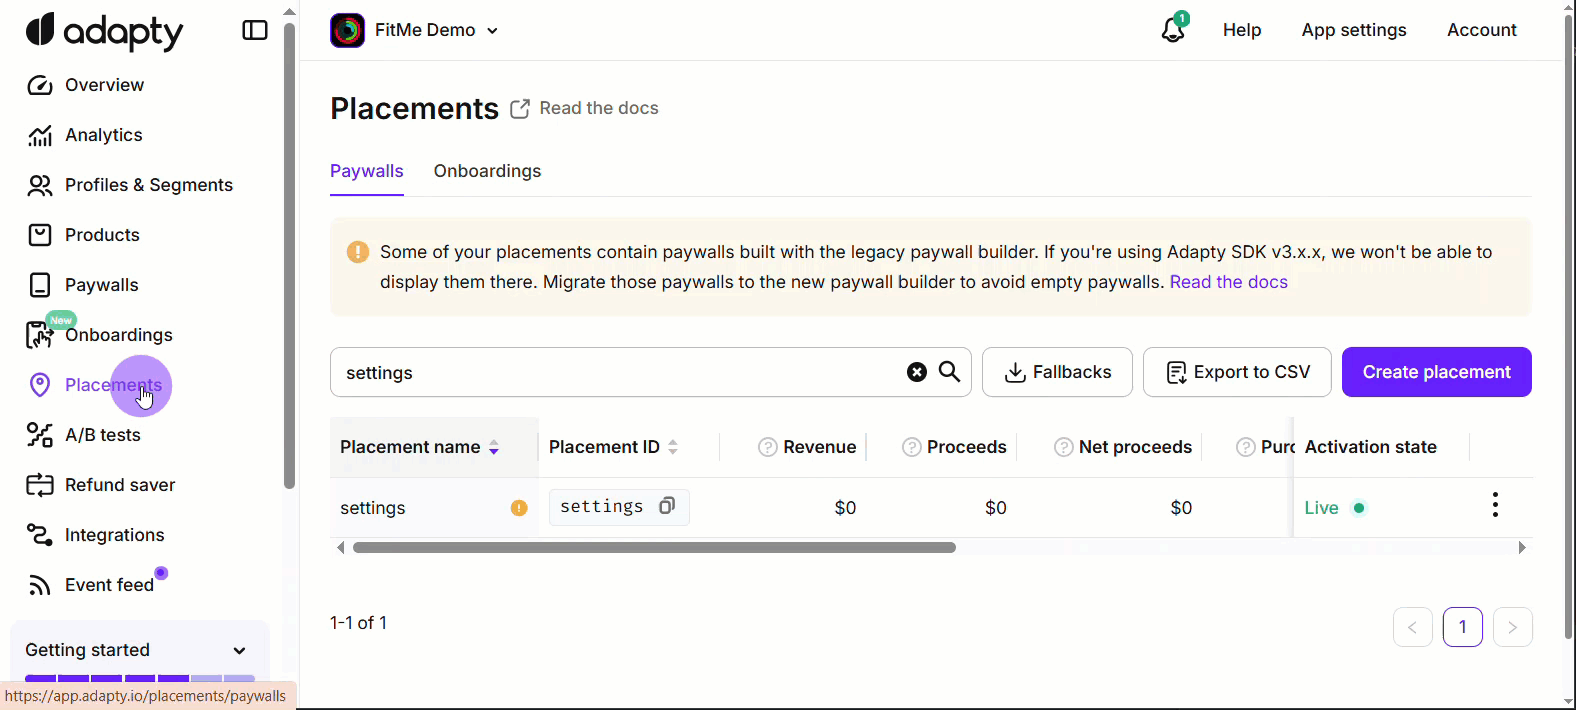 adapty
FitMe Demo
1
Help
App settings
Account
Overview
Analytics
Profiles & Segments
Products
Paywalls
New
Onboardings
Placements
A/B tests
Refund saver
Integrations
Event feed
Getting started
https://app.adapty.io/placements/paywalls
Placements
Read the docs
Paywalls
Onboardings
Some of your placements contain paywalls built with the legacy paywall builder. If you're using Adapty SDK v3.x.x, we won't be able to
display them there. Migrate those paywalls to the new paywall builder to avoid empty paywalls. Read the docs
settings
Fallbacks
Export to CSV
Create placement
Placement name
Placement ID
? Revenue
? Proceeds
? Net proceeds
? Purc
Activation state
settings
!
settings
$0
$0
$0
Live
1-1 of 1
<
1
>